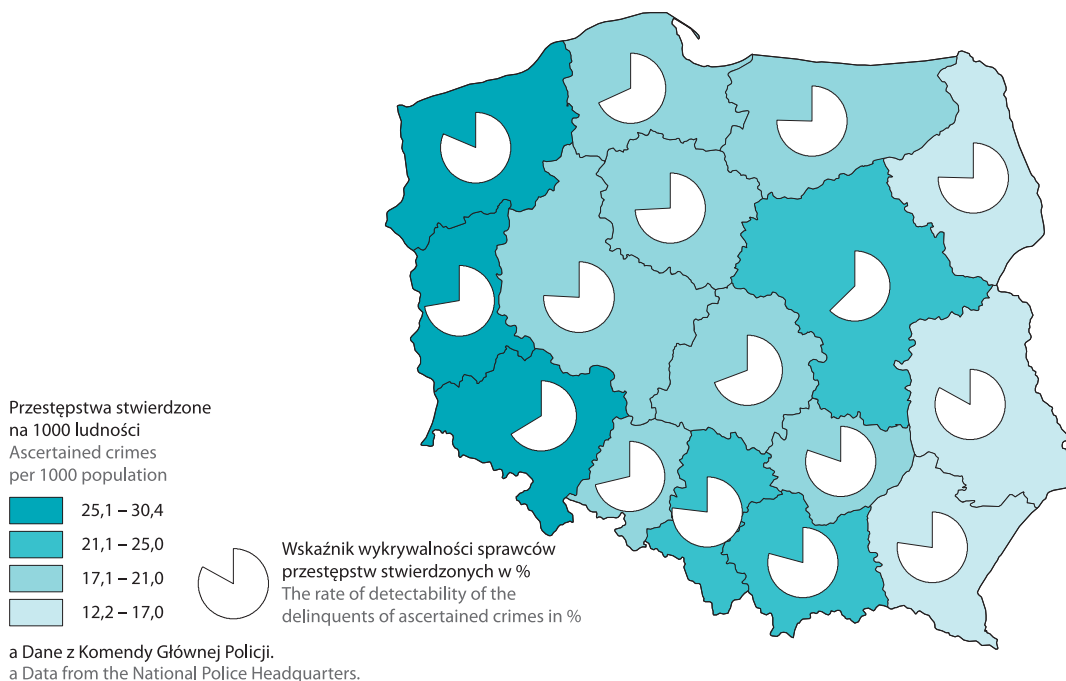 Przestępstwa stwierdzone
na 1000 ludności
Ascertained crimes
per 1000 population
25,1 – 30,4
21,1 – 25,0
17,1 – 21,0
12,2 – 17,0
Wskaźnik wykrywalności sprawców
przestępstw stwierdzonych w %
The rate of detectability of the
delinquents of ascertained crimes in %
a Dane z Komendy Głównej Policji.
a Data from the National Police Headquarters.